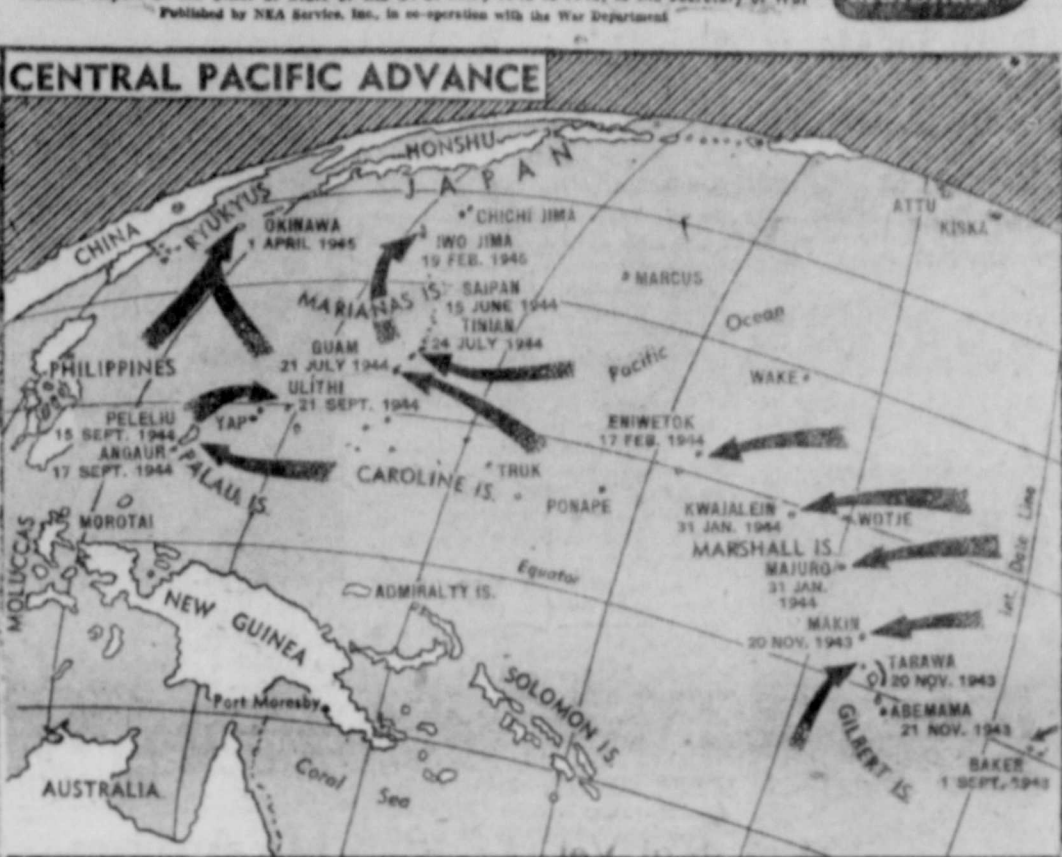 Published by NEA Service, Inc., in co-operation with the War Department
CENTRAL PACIFIC ADVANCE
HONSHU
JAPAN
CHINA
RYUKYUS
OKINAWA
1 APRIL 1945
CHICHI JIMA
IWO JIMA
19 FEB. 1945
ATTU
KISKA
MARCUS
MARIANAS IS.
SAIPAN
15 JUNE 1944
TINIAN
24 JULY 1944
GUAM
21 JULY 1944
Pacific
Ocean
WAKE
PHILIPPINES
ULITHI
21 SEPT. 1944
YAP
PELELIU
15 SEPT. 1944
ANGAUR
17 SEPT. 1944
PALAU IS.
CAROLINE IS.
TRUK
PONAPE
ENIWETOK
17 FEB. 1944
KWAJALEIN
31 JAN. 1944
WOTJE
MARSHALL IS.
MAJURO
31 JAN.
1944
Int. Date Line
MOROTAI
MOLUCCAS
Equator
ADMIRALTY IS.
NEW GUINEA
MAKIN
20 NOV. 1943
TARAWA
20 NOV. 1943
ABEMAMA
21 NOV. 1943
GILBERT IS.
SOLOMON IS.
Port Moresby
BAKER
1 SEPT. 1943
AUSTRALIA
Coral
Sea